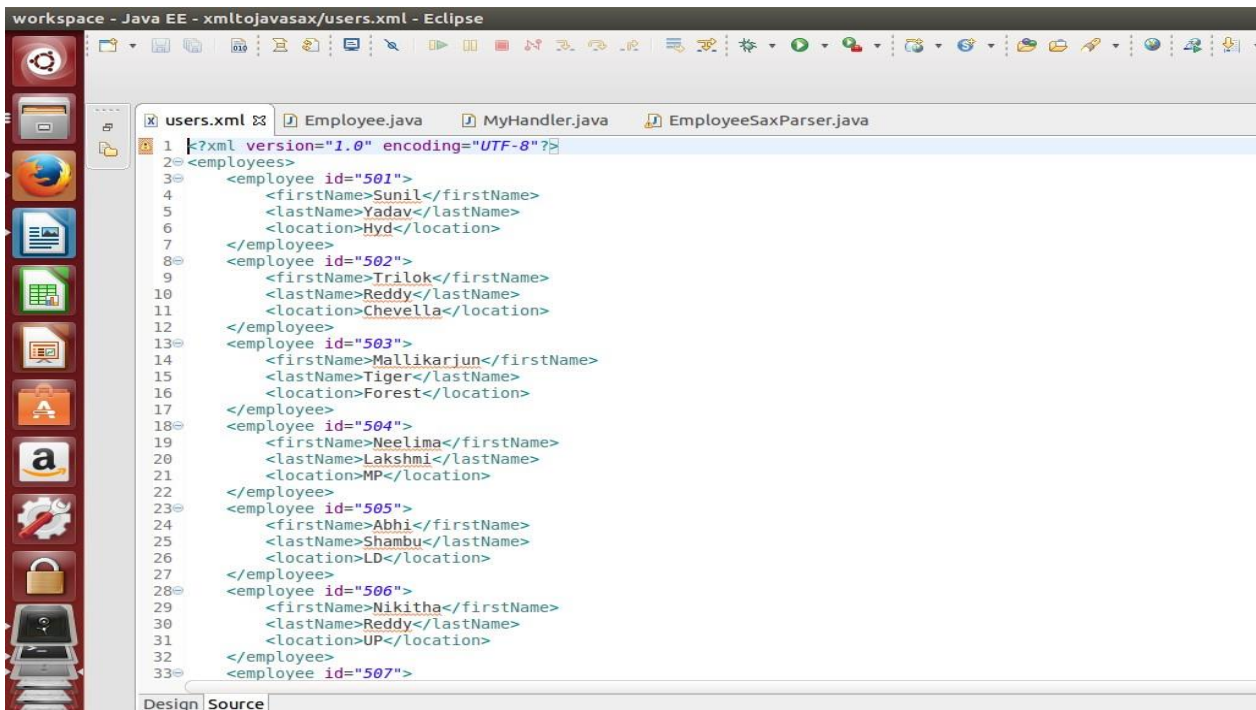 workspace - Java EE - xmltojavasax/users.xml - Eclipse
users.xml Employee.java MyHandler.java EmployeeSaxParser.java
1 <?xml version="1.0" encoding="UTF-8"?>
2 <employees>
3 <employee id="501">
4 <firstName>Sunil</firstName>
5 <lastName>Yadav</lastName>
6 <location>Hyd</location>
7 </employee>
8 <employee id="502">
9 <firstName>Trilok</firstName>
10 <lastName>Reddy</lastName>
11 <location>Chevella</location>
12 </employee>
13 <employee id="503">
14 <firstName>Mallikarjun</firstName>
15 <lastName>Tiger</lastName>
16 <location>Forest</location>
17 </employee>
18 <employee id="504">
19 <firstName>Neelima</firstName>
20 <lastName>Lakshmi</lastName>
21 <location>MP</location>
22 </employee>
23 <employee id="505">
24 <firstName>Abhi</firstName>
25 <lastName>Shambu</lastName>
26 <location>LD</location>
27 </employee>
28 <employee id="506">
29 <firstName>Nikitha</firstName>
30 <lastName>Reddy</lastName>
31 <location>UP</location>
32 </employee>
33 <employee id="507">
Design Source